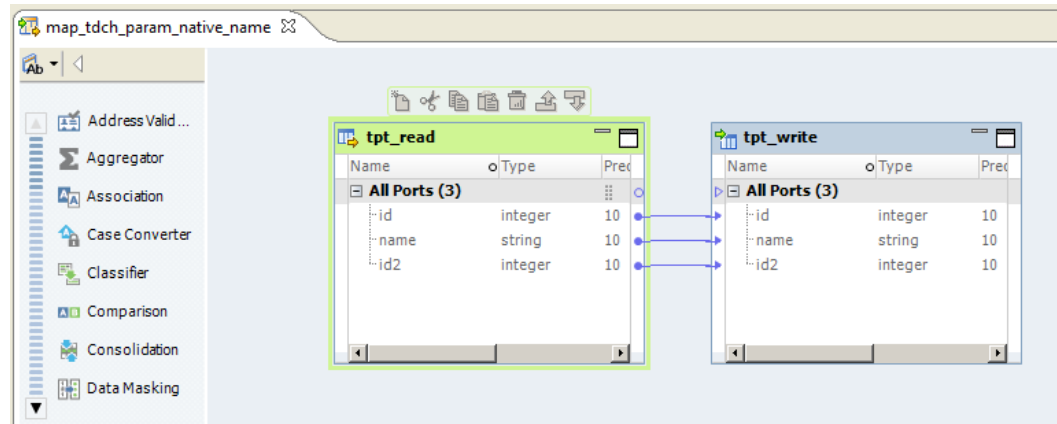 map_tdch_param_native_name
Ab
Address Valid...
Aggregator
Association
Case Converter
Classifier
Comparison
Consolidation
Data Masking
tpt_read
Name Type Prec
All Ports (3)
id integer 10
name string 10
id2 integer 10
tpt_write
Name Type Prec
All Ports (3)
id integer 10
name string 10
id2 integer 10